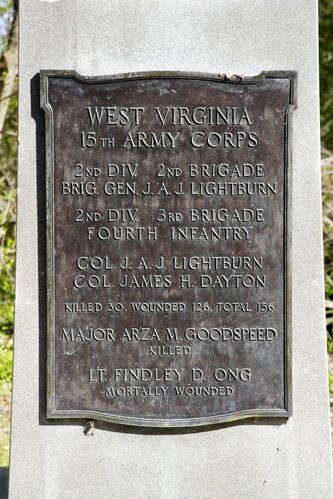 WEST VIRGINIA
15TH ARMY CORPS
2ND DIV. 2ND BRIGADE
BRIG. GEN. J. A. J. LIGHTBURN
2ND DIV. 3RD BRIGADE
FOURTH INFANTRY
COL. J. A. J. LIGHTBURN
COL. JAMES H. DAYTON
KILLED 30, WOUNDED 126, TOTAL 156
MAJOR ARZA M. GOODSPEED
KILLED
LT. FINDLEY D. ONG
MORTALLY WOUNDED